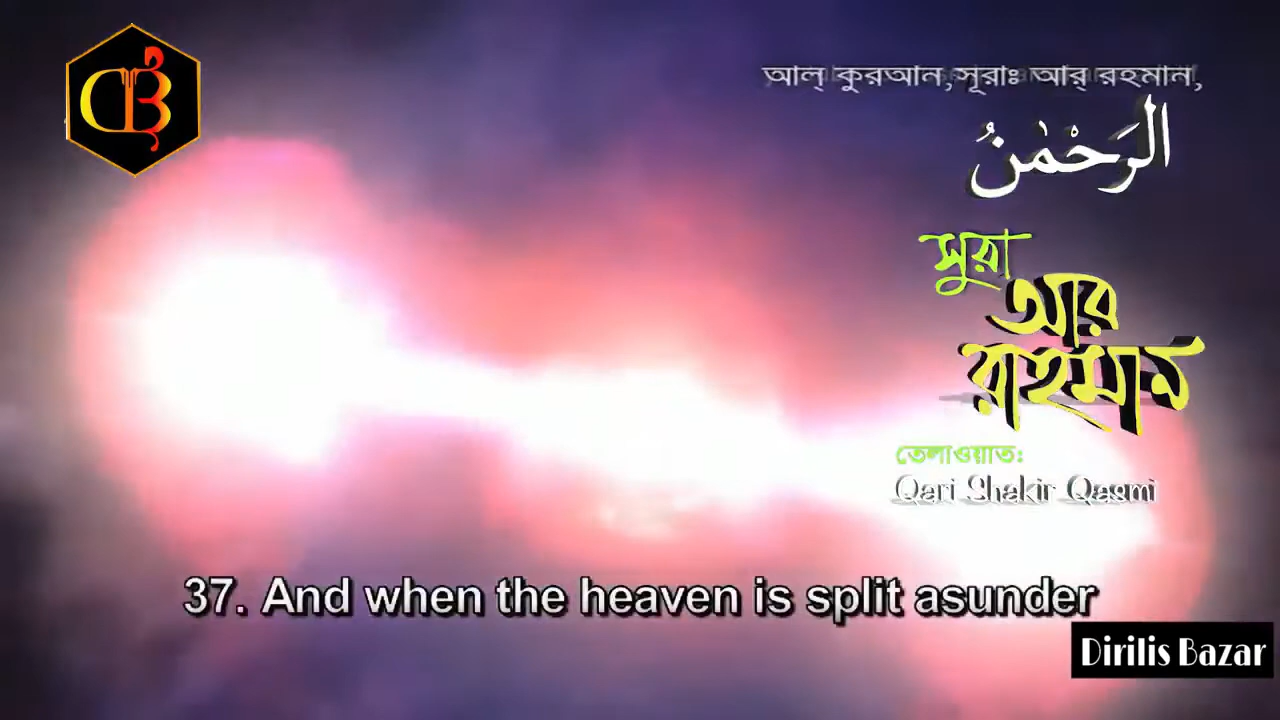 আল্ কুরআন,সূরাঃ আর্ রহমান,
الرَحْمٰنُ
সুরা
আর
রাহমান
তেলাওয়াত:
Qari Shakir Qasmi
37. And when the heaven is split asunder
Dirilis Bazar